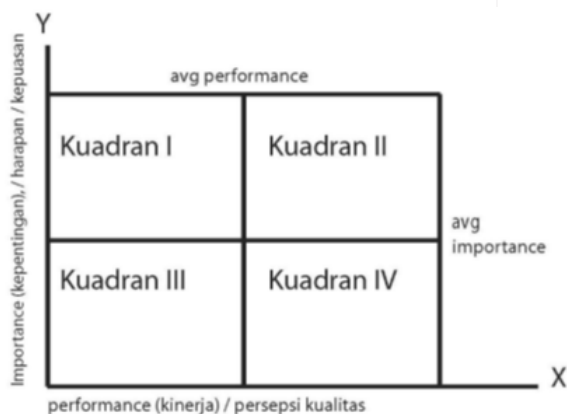 Y
avg performance
Importance (kepentingan), / harapan / kepuasan
Kuadran I
Kuadran II
avg
importance
Kuadran III
Kuadran IV
X
performance (kinerja) / persepsi kualitas